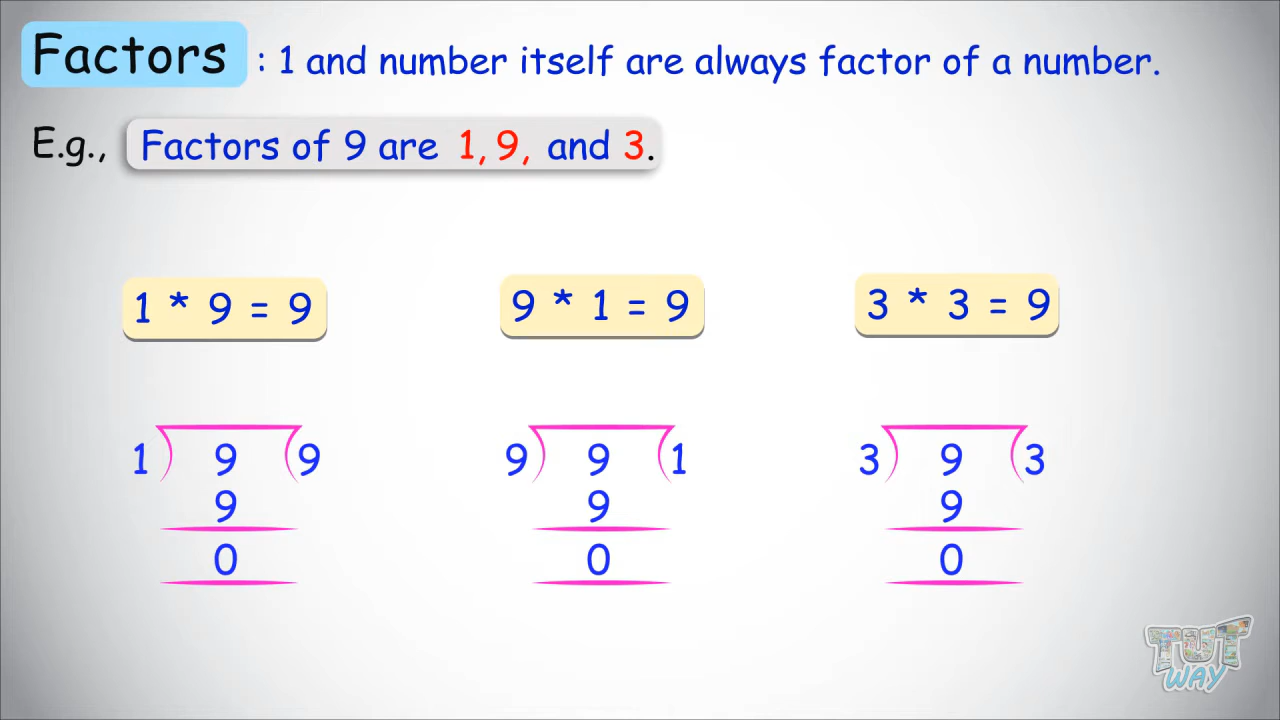 Factors : 1 and number itself are always factor of a number.
E.g., Factors of 9 are 1, 9, and 3.
1 * 9 = 9
9 * 1 = 9
3 * 3 = 9
1 ) 9 ( 9
9
0
9 ) 9 ( 1
9
0
3 ) 9 ( 3
9
0
TUT
WAY